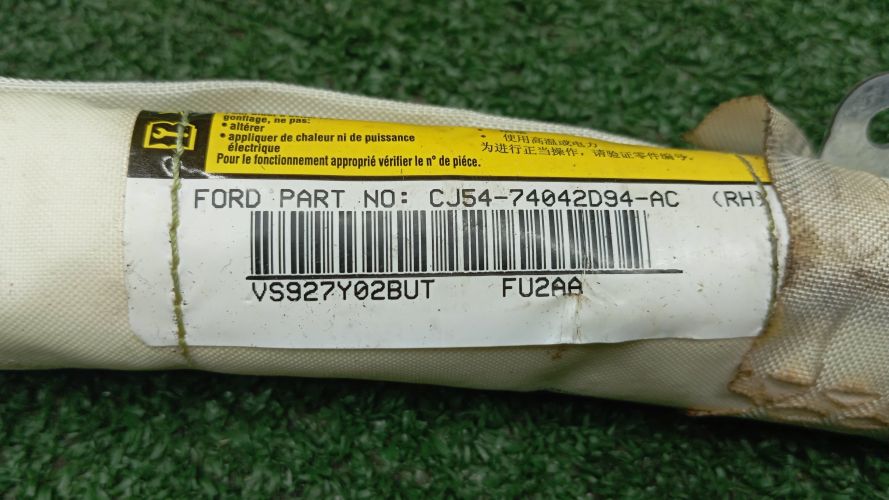 gonflage, ne pas:
• altérer
• appliquer de chaleur ni de puissance
électrique
Pour le fonctionnement approprié vérifier le n° de piéce.
• 使用高温或电力
为进行正当操作，请验证零件编号。
FORD PART NO: CJ54-74042D94-AC (RH)
VS927Y02BUT FU2AA